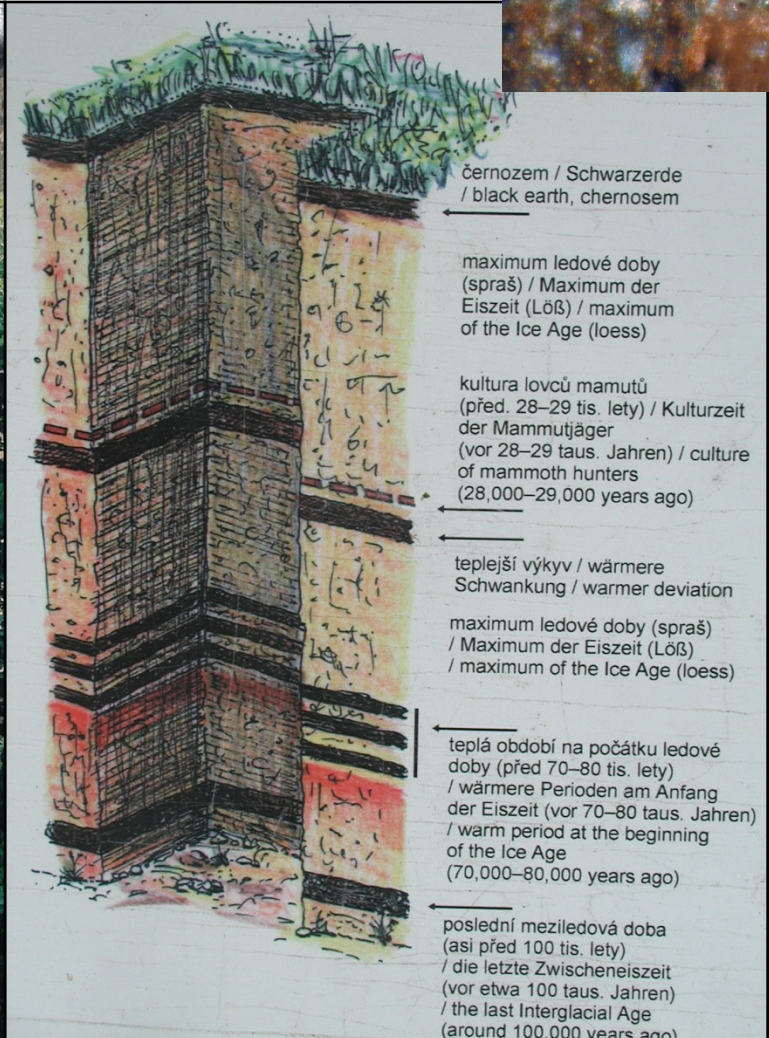 černozem / Schwarzerde
/ black earth, chernosem
maximum ledové doby
(spraš) / Maximum der
Eiszeit (Löß) / maximum
of the Ice Age (loess)
kultura lovců mamutů
(před. 28–29 tis. lety) / Kulturzeit
der Mammutjäger
(vor 28–29 taus. Jahren) / culture
of mammoth hunters
(28,000–29,000 years ago)
teplejší výkyv / wärmere
Schwankung / warmer deviation
maximum ledové doby (spraš)
/ Maximum der Eiszeit (Löß)
/ maximum of the Ice Age (loess)
teplá období na počátku ledové
doby (před 70–80 tis. lety)
/ wärmere Perioden am Anfang
der Eiszeit (vor 70–80 taus. Jahren)
/ warm period at the beginning
of the Ice Age
(70,000–80,000 years ago)
poslední meziledová doba
(asi před 100 tis. lety)
/ die letzte Zwischeneiszeit
(vor etwa 100 taus. Jahren)
/ the last Interglacial Age
(around 100,000 years ago)